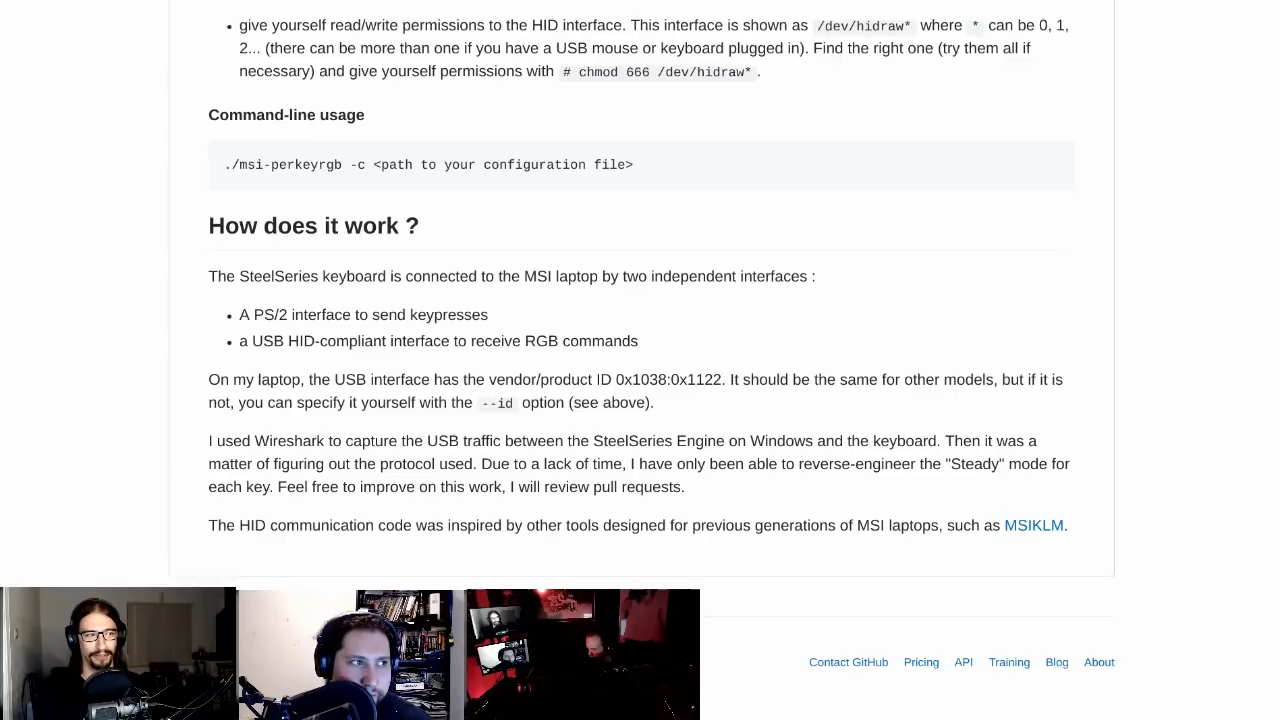 give yourself read/write permissions to the HID interface. This interface is shown as /dev/hidraw* where * can be 0, 1,
2... (there can be more than one if you have a USB mouse or keyboard plugged in). Find the right one (try them all if
necessary) and give yourself permissions with # chmod 666 /dev/hidraw* .
Command-line usage
./msi-perkeyrgb -c <path to your configuration file>
How does it work ?
The SteelSeries keyboard is connected to the MSI laptop by two independent interfaces :
A PS/2 interface to send keypresses
a USB HID-compliant interface to receive RGB commands
On my laptop, the USB interface has the vendor/product ID 0x1038:0x1122. It should be the same for other models, but if it is
not, you can specify it yourself with the --id option (see above).
I used Wireshark to capture the USB traffic between the SteelSeries Engine on Windows and the keyboard. Then it was a
matter of figuring out the protocol used. Due to a lack of time, I have only been able to reverse-engineer the "Steady" mode for
each key. Feel free to improve on this work, I will review pull requests.
The HID communication code was inspired by other tools designed for previous generations of MSI laptops, such as MSIKLM.
Contact GitHub Pricing API Training Blog About